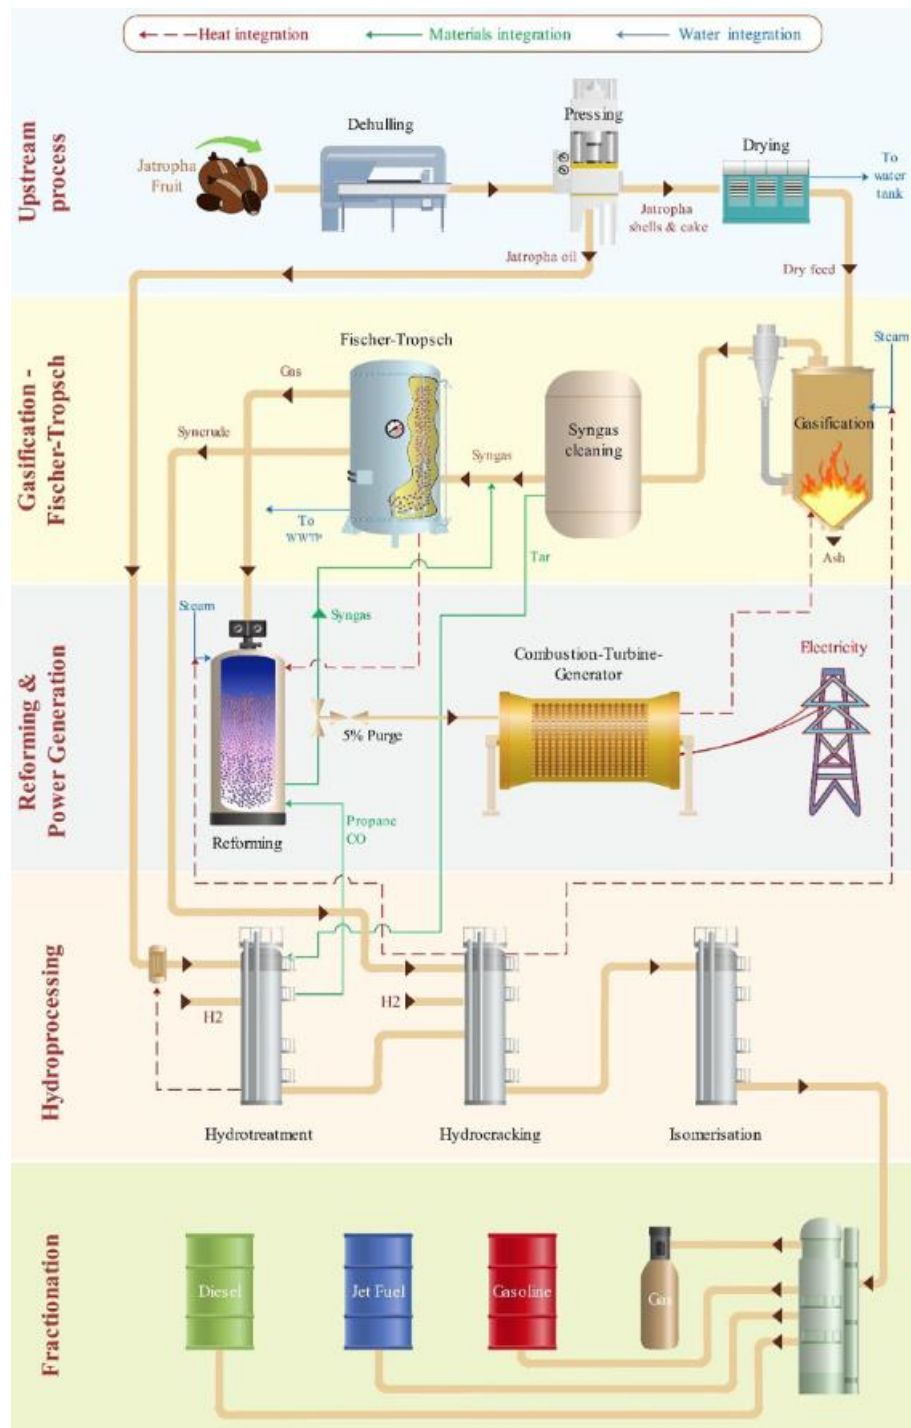 Heat integration
Materials integration
Water integration
Upstream
process
Jatropha
Fruit
Dehulling
Pressing
Drying
To
water
tank
Jatropha
shells & cake
Jatropha oil
Dry feed
Gasification -
Fischer-Tropsch
Fischer-Tropsch
Gas
Syncrude
Syngas
Syngas
cleaning
Steam
Gasification
To
WWTP
Tar
Ash
Reforming &
Power Generation
Steam
Syngas
Combustion-Turbine-
Generator
Electricity
5% Purge
Reforming
Propane
CO
Hydroprocessing
H2
H2
Hydrotreatment
Hydrocracking
Isomerisation
Fractionation
Diesel
Jet Fuel
Gasoline
Gas